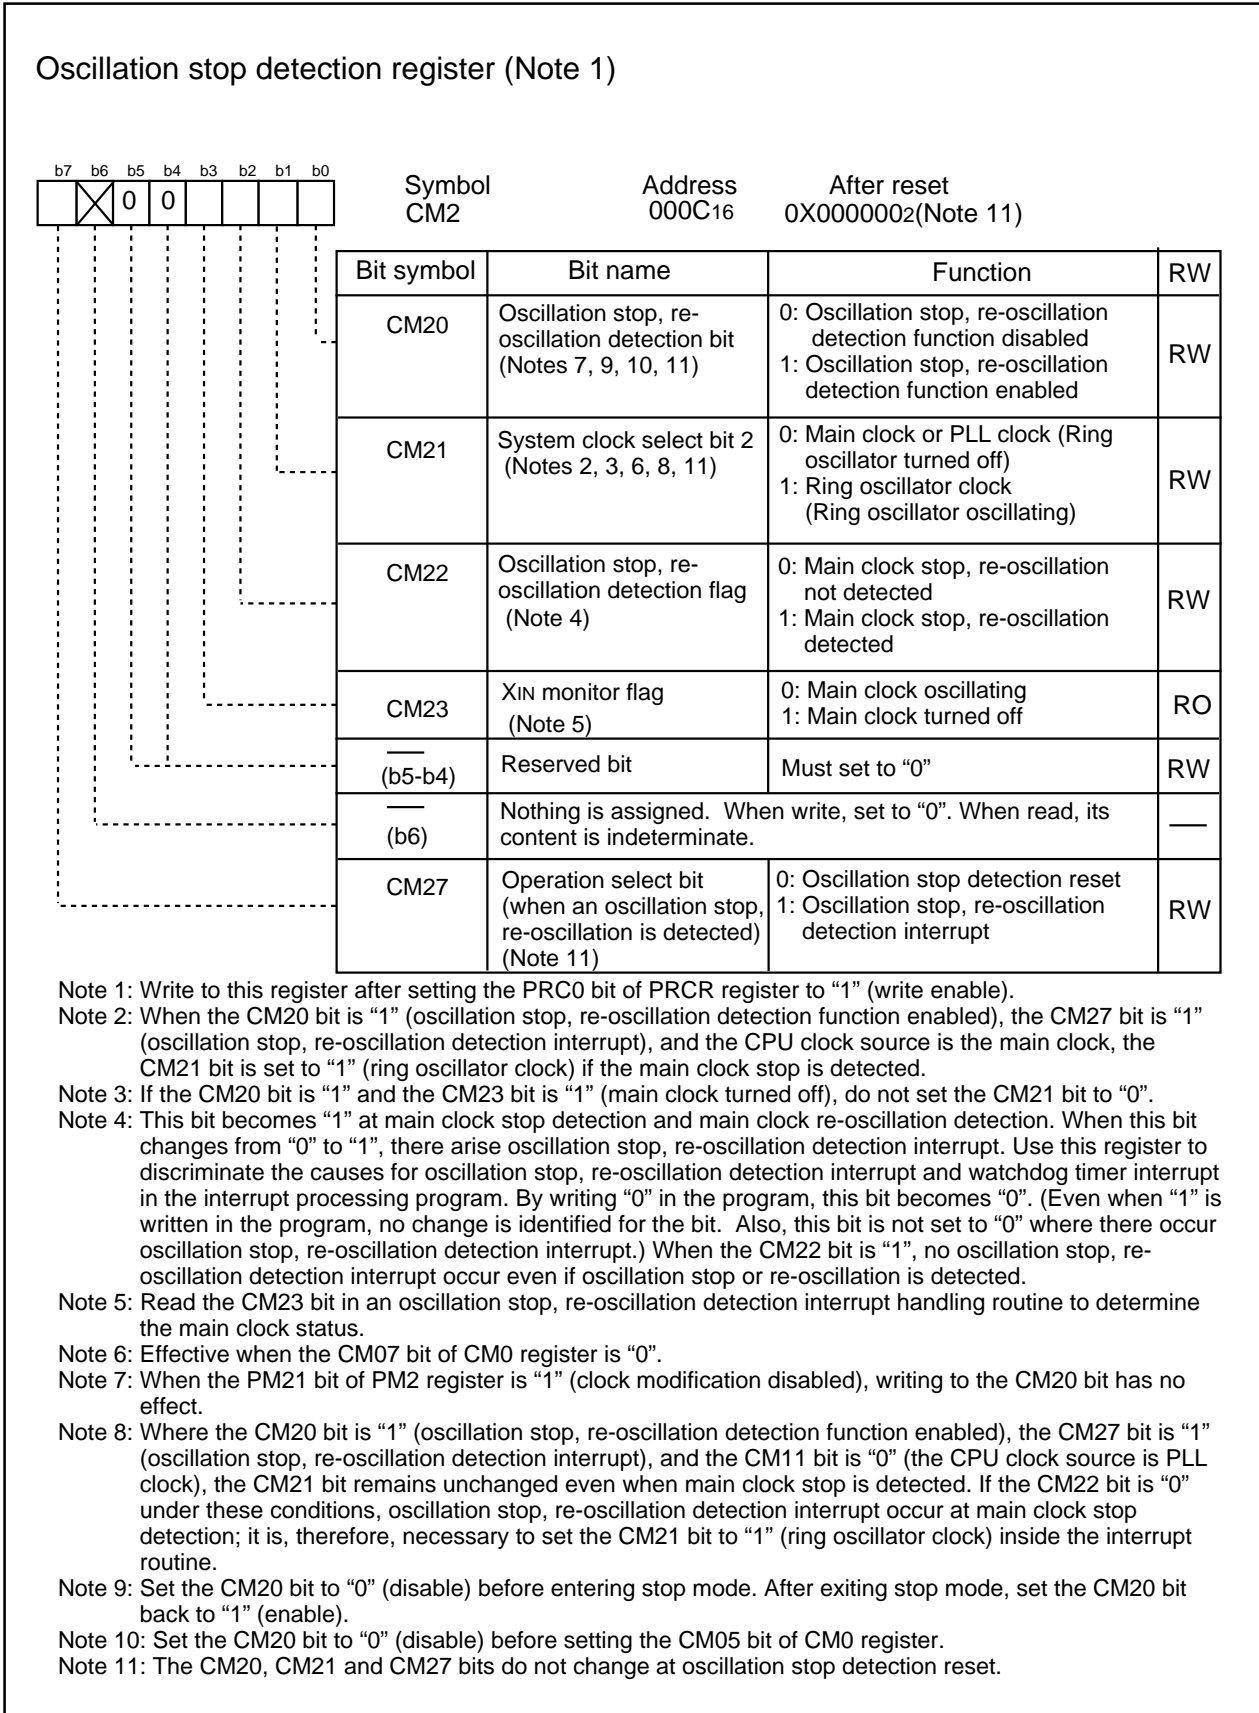 Oscillation stop detection register (Note 1)
b7 b6 b5 b4 b3 b2 b1 b0
0 0
Symbol Address After reset
CM2 000C16 0X0000002(Note 11)
Bit symbol Bit name Function RW
CM20 Oscillation stop, re-oscillation detection bit (Notes 7, 9, 10, 11) 0: Oscillation stop, re-oscillation detection function disabled 1: Oscillation stop, re-oscillation detection function enabled RW
CM21 System clock select bit 2 (Notes 2, 3, 6, 8, 11) 0: Main clock or PLL clock (Ring oscillator turned off) 1: Ring oscillator clock (Ring oscillator oscillating) RW
CM22 Oscillation stop, re-oscillation detection flag (Note 4) 0: Main clock stop, re-oscillation not detected 1: Main clock stop, re-oscillation detected RW
CM23 XIN monitor flag (Note 5) 0: Main clock oscillating 1: Main clock turned off RO
(b5-b4) Reserved bit Must set to “0” RW
(b6) Nothing is assigned. When write, set to “0”. When read, its content is indeterminate.
CM27 Operation select bit (when an oscillation stop, re-oscillation is detected) (Note 11) 0: Oscillation stop detection reset 1: Oscillation stop, re-oscillation detection interrupt RW
Note 1: Write to this register after setting the PRC0 bit of PRCR register to “1” (write enable).
Note 2: When the CM20 bit is “1” (oscillation stop, re-oscillation detection function enabled), the CM27 bit is “1”
(oscillation stop, re-oscillation detection interrupt), and the CPU clock source is the main clock, the
CM21 bit is set to “1” (ring oscillator clock) if the main clock stop is detected.
Note 3: If the CM20 bit is “1” and the CM23 bit is “1” (main clock turned off), do not set the CM21 bit to “0”.
Note 4: This bit becomes “1” at main clock stop detection and main clock re-oscillation detection. When this bit
changes from “0” to “1”, there arise oscillation stop, re-oscillation detection interrupt. Use this register to
discriminate the causes for oscillation stop, re-oscillation detection interrupt and watchdog timer interrupt
in the interrupt processing program. By writing “0” in the program, this bit becomes “0”. (Even when “1” is
written in the program, no change is identified for the bit. Also, this bit is not set to “0” where there occur
oscillation stop, re-oscillation detection interrupt.) When the CM22 bit is “1”, no oscillation stop, re-
oscillation detection interrupt occur even if oscillation stop or re-oscillation is detected.
Note 5: Read the CM23 bit in an oscillation stop, re-oscillation detection interrupt handling routine to determine
the main clock status.
Note 6: Effective when the CM07 bit of CM0 register is “0”.
Note 7: When the PM21 bit of PM2 register is “1” (clock modification disabled), writing to the CM20 bit has no
effect.
Note 8: Where the CM20 bit is “1” (oscillation stop, re-oscillation detection function enabled), the CM27 bit is “1”
(oscillation stop, re-oscillation detection interrupt), and the CM11 bit is “0” (the CPU clock source is PLL
clock), the CM21 bit remains unchanged even when main clock stop is detected. If the CM22 bit is “0”
under these conditions, oscillation stop, re-oscillation detection interrupt occur at main clock stop
detection; it is, therefore, necessary to set the CM21 bit to “1” (ring oscillator clock) inside the interrupt
routine.
Note 9: Set the CM20 bit to “0” (disable) before entering stop mode. After exiting stop mode, set the CM20 bit
back to “1” (enable).
Note 10: Set the CM20 bit to “0” (disable) before setting the CM05 bit of CM0 register.
Note 11: The CM20, CM21 and CM27 bits do not change at oscillation stop detection reset.